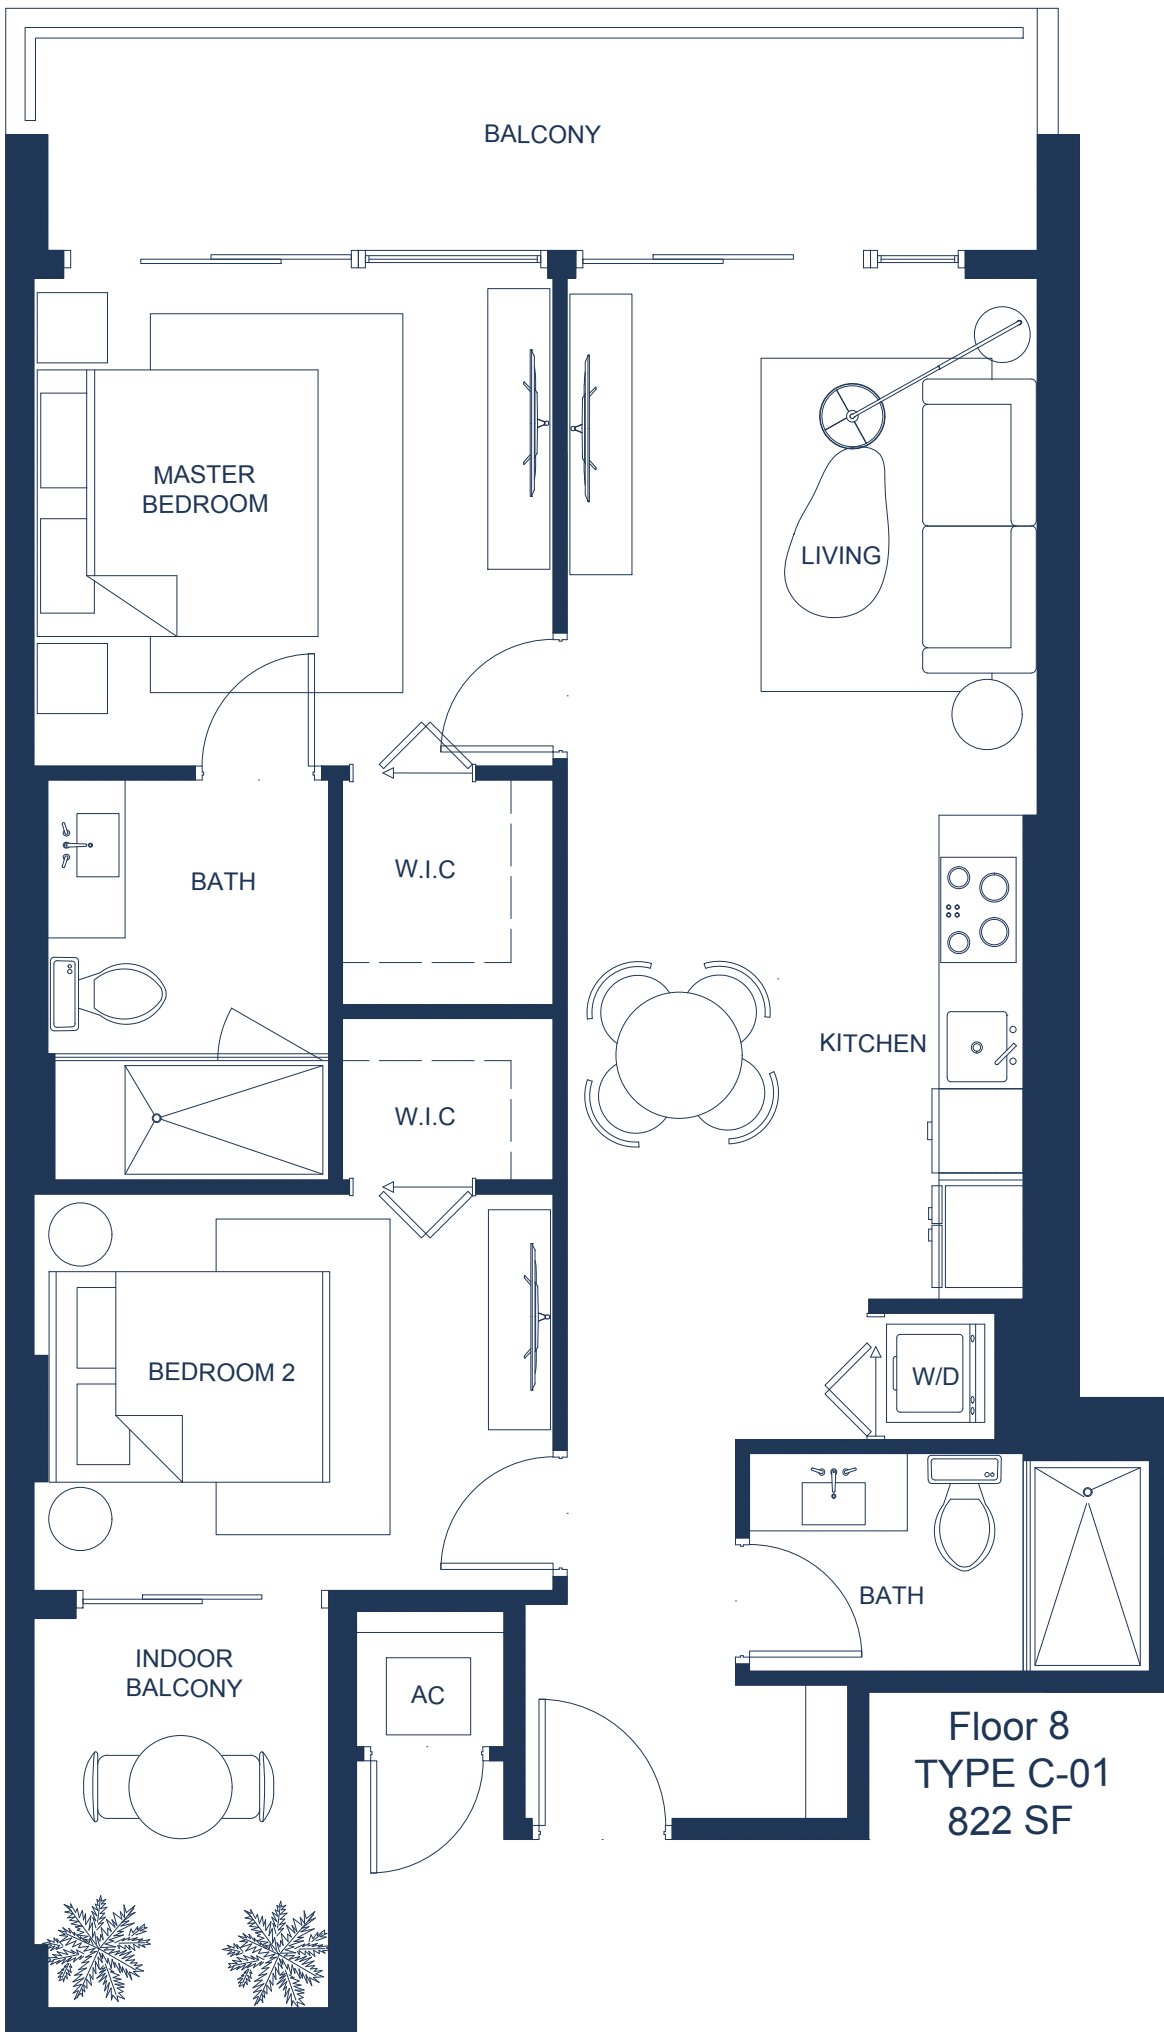 BALCONY
MASTER
BEDROOM
LIVING
BATH
W.I.C
KITCHEN
W.I.C
BEDROOM 2
W/D
BATH
INDOOR
BALCONY
AC
Floor 8
TYPE C-01
822 SF